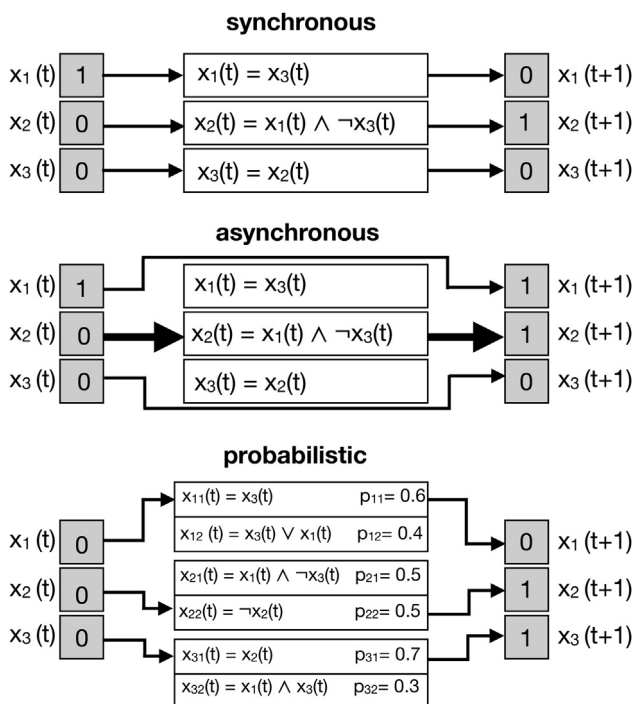 synchronous
x₁(t) 1 x₁(t) = x₃(t) 0 x₁(t+1)
x₂(t) 0 x₂(t) = x₁(t) ∧ ¬x₃(t) 1 x₂(t+1)
x₃(t) 0 x₃(t) = x₂(t) 0 x₃(t+1)
asynchronous
x₁(t) 1 x₁(t) = x₃(t) 1 x₁(t+1)
x₂(t) 0 x₂(t) = x₁(t) ∧ ¬x₃(t) 1 x₂(t+1)
x₃(t) 0 x₃(t) = x₂(t) 0 x₃(t+1)
probabilistic
x₁₁(t) = x₃(t) p₁₁= 0.6
x₁(t) 0 x₁₂ (t) = x₃(t) ∨ x₁(t) p₁₂= 0.4 0 x₁(t+1)
x₂₁(t) = x₁(t) ∧ ¬x₃(t) p₂₁= 0.5
x₂(t) 0 x₂₂(t) = ¬x₂(t) p₂₂= 0.5 1 x₂(t+1)
x₃(t) 0 x₃₁(t) = x₂(t) p₃₁= 0.7 1 x₃(t+1)
x₃₂(t) = x₁(t) ∧ x₃(t) p₃₂= 0.3